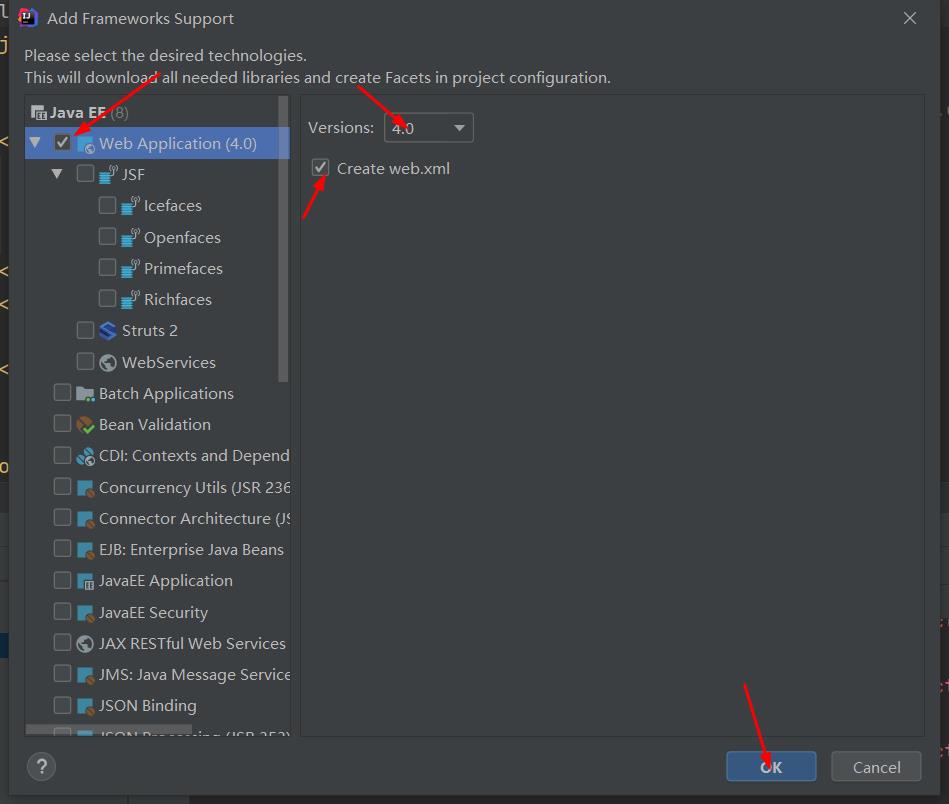 Add Frameworks Support
Please select the desired technologies.
This will download all needed libraries and create Facets in project configuration.
Java EE (8)
Web Application (4.0)
JSF
Icefaces
Openfaces
Primefaces
Richfaces
Struts 2
WebServices
Batch Applications
Bean Validation
CDI: Contexts and Depend
Concurrency Utils (JSR 236
Connector Architecture (JS
EJB: Enterprise Java Beans
JavaEE Application
JavaEE Security
JAX RESTful Web Services
JMS: Java Message Service
JSON Binding
JSON Processing (JSR 353)
Versions: 4.0
Create web.xml
?
OK
Cancel